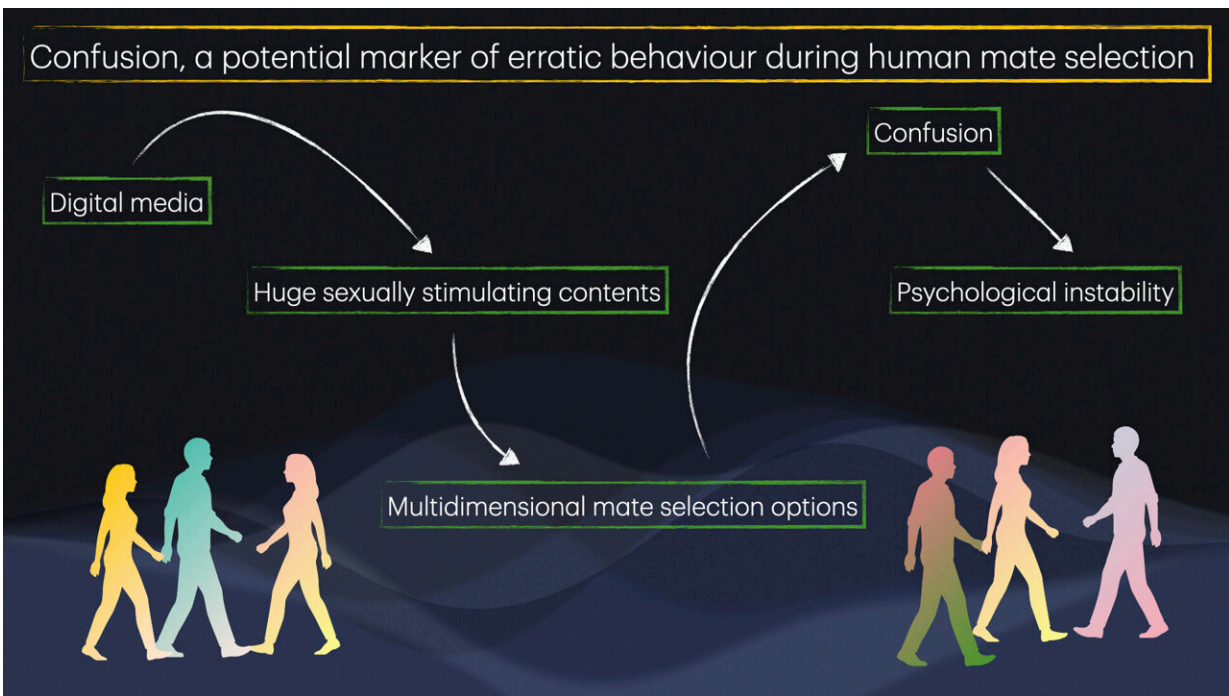 Confusion, a potential marker of erratic behaviour during human mate selection
Confusion
Digital media
Huge sexually stimulating contents
Psychological instability
Multidimensional mate selection options